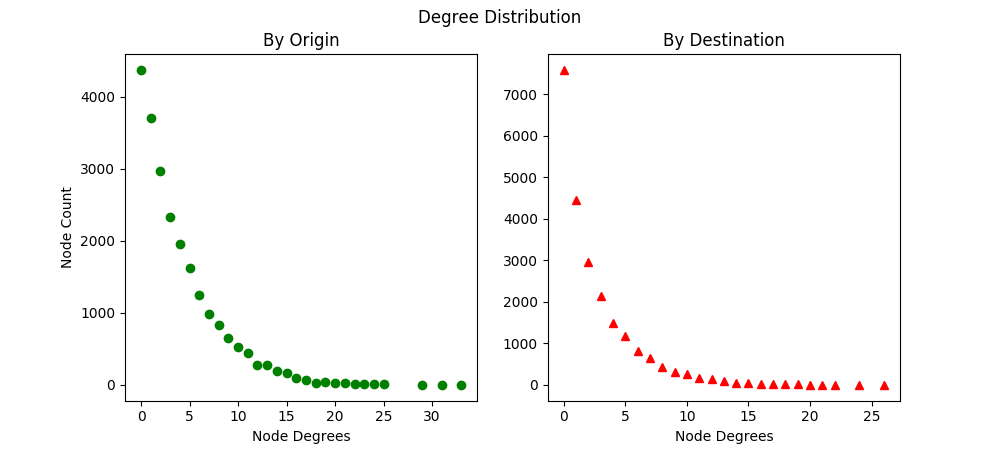 Degree Distribution
By Origin
By Destination
Node Count
4000
3000
2000
1000
0
0 5 10 15 20 25 30
Node Degrees
7000
6000
5000
4000
3000
2000
1000
0
0 5 10 15 20 25
Node Degrees